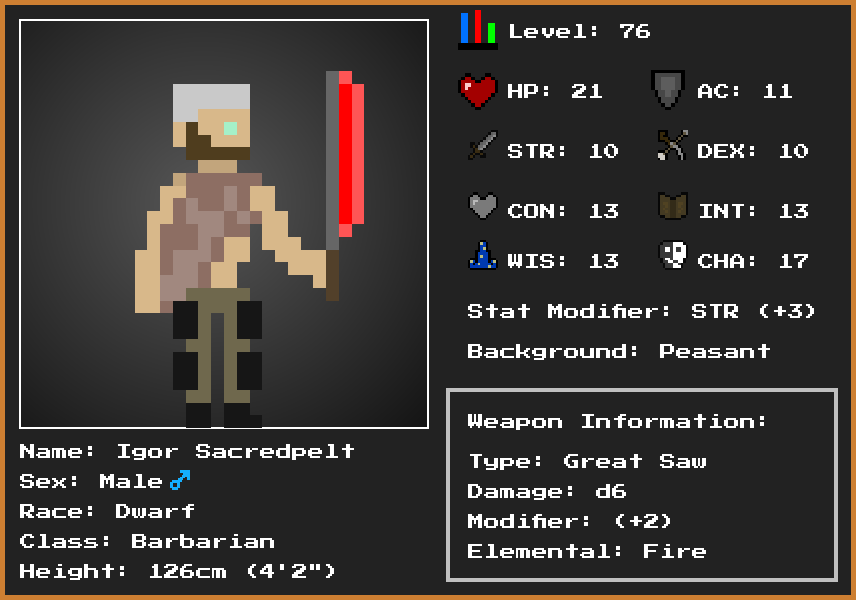 Level: 76
HP: 21 AC: 11
STR: 10 DEX: 10
CON: 13 INT: 13
WIS: 13 CHA: 17
Stat Modifier: STR (+3)
Background: Peasant
Weapon Information:
Type: Great Saw
Damage: d6
Modifier: (+2)
Elemental: Fire
Name: Igor Sacredpelt
Sex: Male♂
Race: Dwarf
Class: Barbarian
Height: 126cm (4'2")